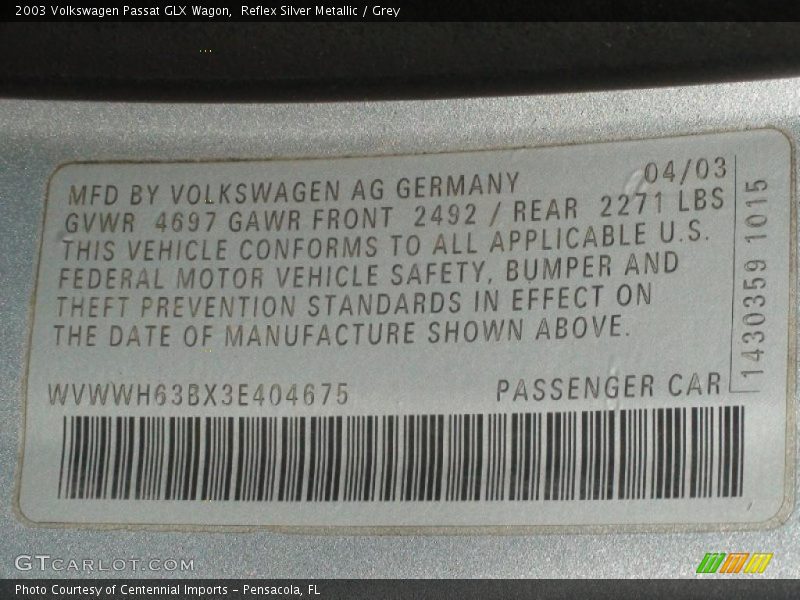 2003 Volkswagen Passat GLX Wagon,  Reflex Silver Metallic / Grey
04/03
MFD BY VOLKSWAGEN AG GERMANY
GVWR 4697 GAWR FRONT 2492 / REAR 2271 LBS
THIS VEHICLE CONFORMS TO ALL APPLICABLE U.S.
FEDERAL MOTOR VEHICLE SAFETY, BUMPER AND
THEFT PREVENTION STANDARDS IN EFFECT ON
THE DATE OF MANUFACTURE SHOWN ABOVE.
1430359 1015
WVWWH63BX3E404675 PASSENGER CAR
GTCARLOT.COM
Photo Courtesy of Centennial Imports – Pensacola, FL